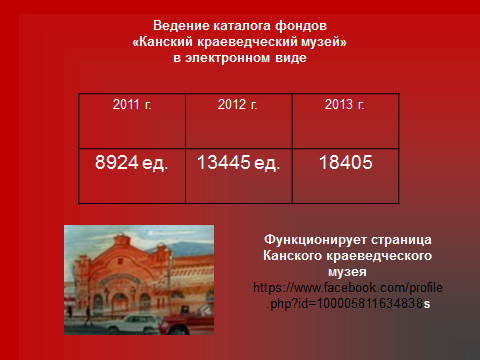 Ведение каталога фондов
«Канский краеведческий музей»
в электронном виде
2011 г. 2012 г. 2013 г.
8924 ед. 13445 ед. 18405
Функционирует страница
Канского краеведческого
музея
https://www.facebook.com/profile
.php?id=100005811634838s